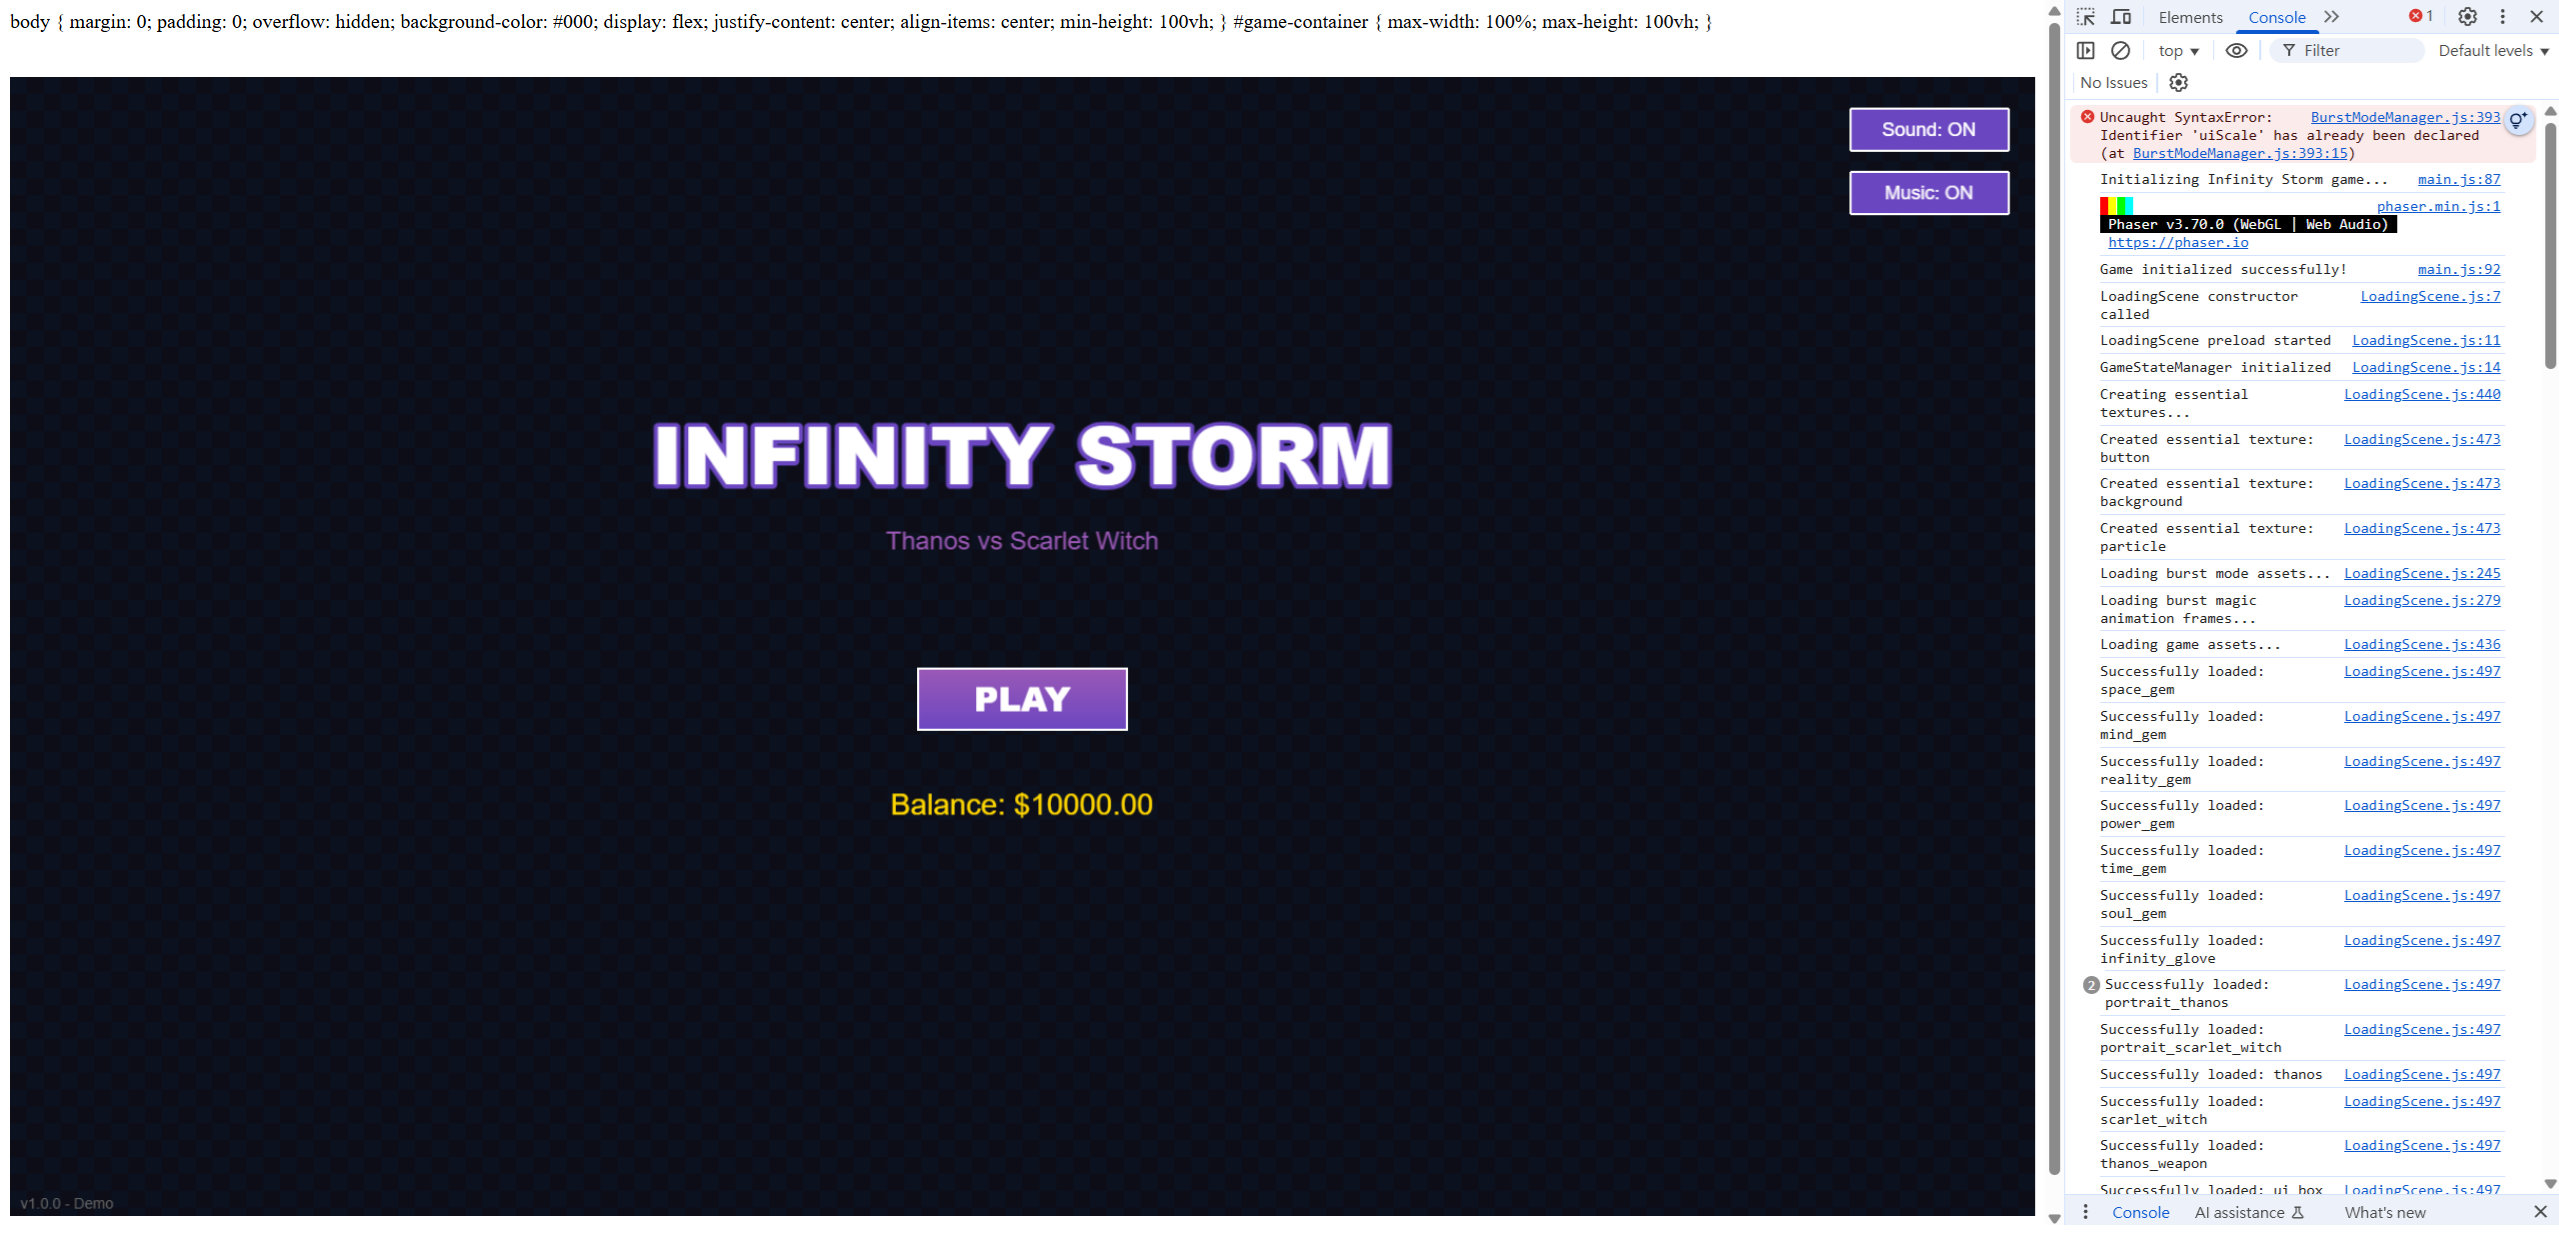 body { margin: 0; padding: 0; overflow: hidden; background-color: #000; display: flex; justify-content: center; align-items: center; min-height: 100vh; } #game-container { max-width: 100%; max-height: 100vh; }
Sound: ON
Music: ON
INFINITY STORM
Thanos vs Scarlet Witch
PLAY
Balance: $10000.00
v1.0.0 - Demo
Elements
Console
1
top
Filter
Default levels
No Issues
Uncaught SyntaxError: BurstModeManager.js:393
Identifier 'uiScale' has already been declared
(at BurstModeManager.js:393:15)
Initializing Infinity Storm game... main.js:87
phaser.min.js:1
Phaser v3.70.0 (WebGL | Web Audio)
https://phaser.io
Game initialized successfully! main.js:92
LoadingScene constructor LoadingScene.js:7
called
LoadingScene preload started LoadingScene.js:11
GameStateManager initialized LoadingScene.js:14
Creating essential LoadingScene.js:440
textures...
Created essential texture: LoadingScene.js:473
button
Created essential texture: LoadingScene.js:473
background
Created essential texture: LoadingScene.js:473
particle
Loading burst mode assets... LoadingScene.js:245
Loading burst magic LoadingScene.js:279
animation frames...
Loading game assets... LoadingScene.js:436
Successfully loaded: LoadingScene.js:497
space_gem
Successfully loaded: LoadingScene.js:497
mind_gem
Successfully loaded: LoadingScene.js:497
reality_gem
Successfully loaded: LoadingScene.js:497
power_gem
Successfully loaded: LoadingScene.js:497
time_gem
Successfully loaded: LoadingScene.js:497
soul_gem
Successfully loaded: LoadingScene.js:497
infinity_glove
2 Successfully loaded: LoadingScene.js:497
portrait_thanos
Successfully loaded: LoadingScene.js:497
portrait_scarlet_witch
Successfully loaded: thanos LoadingScene.js:497
Successfully loaded: LoadingScene.js:497
scarlet_witch
Successfully loaded: LoadingScene.js:497
thanos_weapon
Successfully loaded: ui_box LoadingScene.js:497
Console
AI assistance
What's new